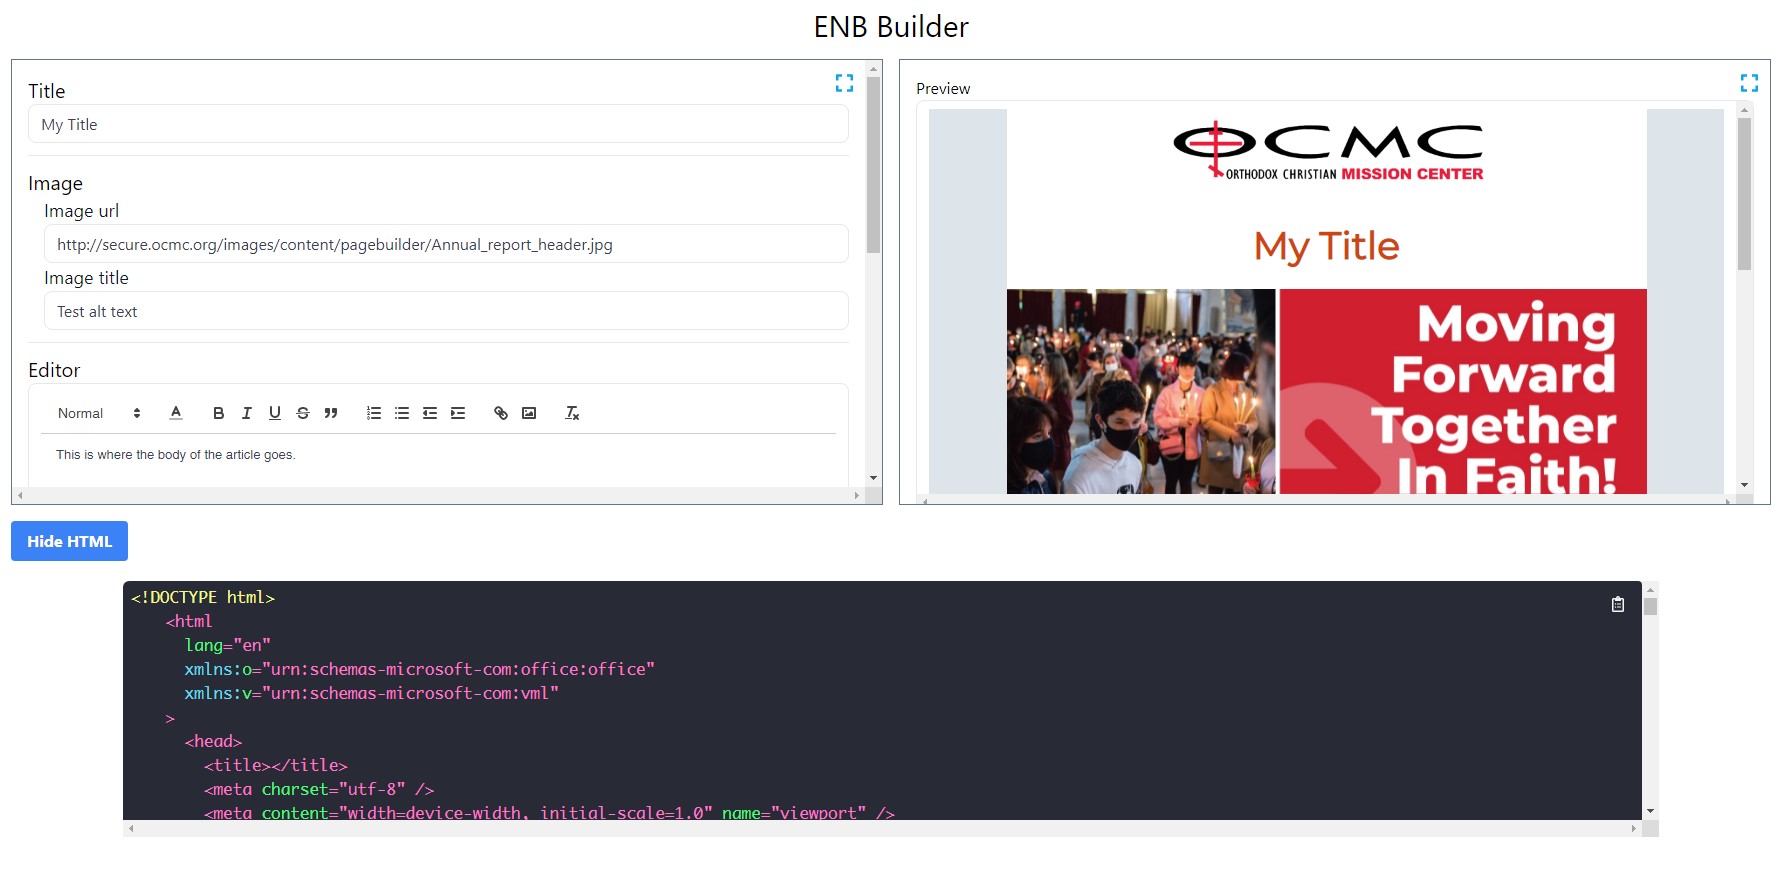 ENB Builder
Title
My Title
Image
Image url
http://secure.ocmc.org/images/content/pagebuilder/Annual_report_header.jpg
Image title
Test alt text
Editor
Normal
This is where the body of the article goes.
Preview
OCMC
ORTHODOX CHRISTIAN MISSION CENTER
My Title
Moving
Forward
Together
In Faith!
Hide HTML
<!DOCTYPE html>
<html
lang="en"
xmlns:o="urn:schemas-microsoft-com:office:office"
xmlns:v="urn:schemas-microsoft-com:vml"
>
<head>
<title></title>
<meta charset="utf-8" />
<meta content="width=device-width, initial-scale=1.0" name="viewport" />